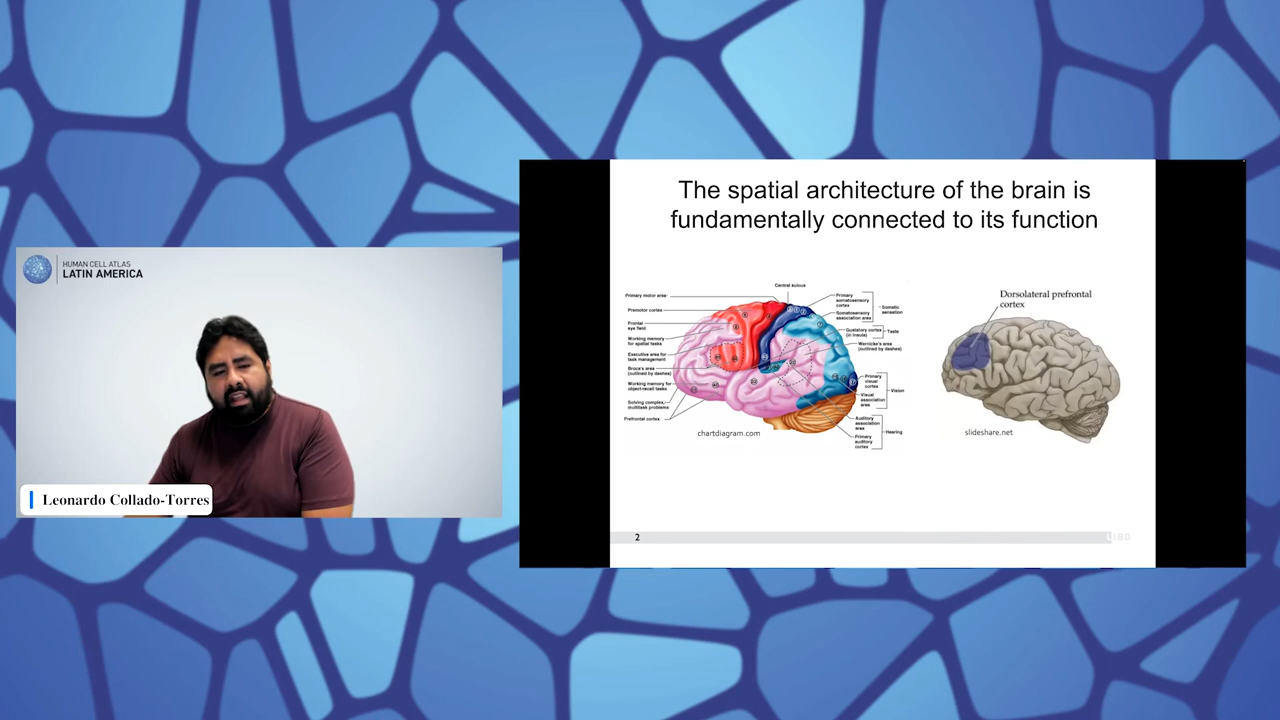 HUMAN CELL ATLAS
LATIN AMERICA
Leonardo Collado-Torres
The spatial architecture of the brain is
fundamentally connected to its function
Central sulcus
Primary motor area
Premotor cortex
Frontal
eye field
Working memory
for spatial tasks
Executive area for
task management
Broca's area
(outlined by dashes)
Working memory for
object-recall tasks
Solving complex,
multitask problems
Prefrontal cortex
Primary
somatosensory
cortex
Somatosensory
association area
Somatic
sensation
Gustatory cortex
(in insula)
Taste
Wernicke's area
(outlined by dashes)
Primary
visual
cortex
Visual
association
area
Vision
Auditory
association
area
Primary
auditory
cortex
Hearing
chartdiagram.com
Dorsolateral prefrontal
cortex
slideshare.net
2
LIBD